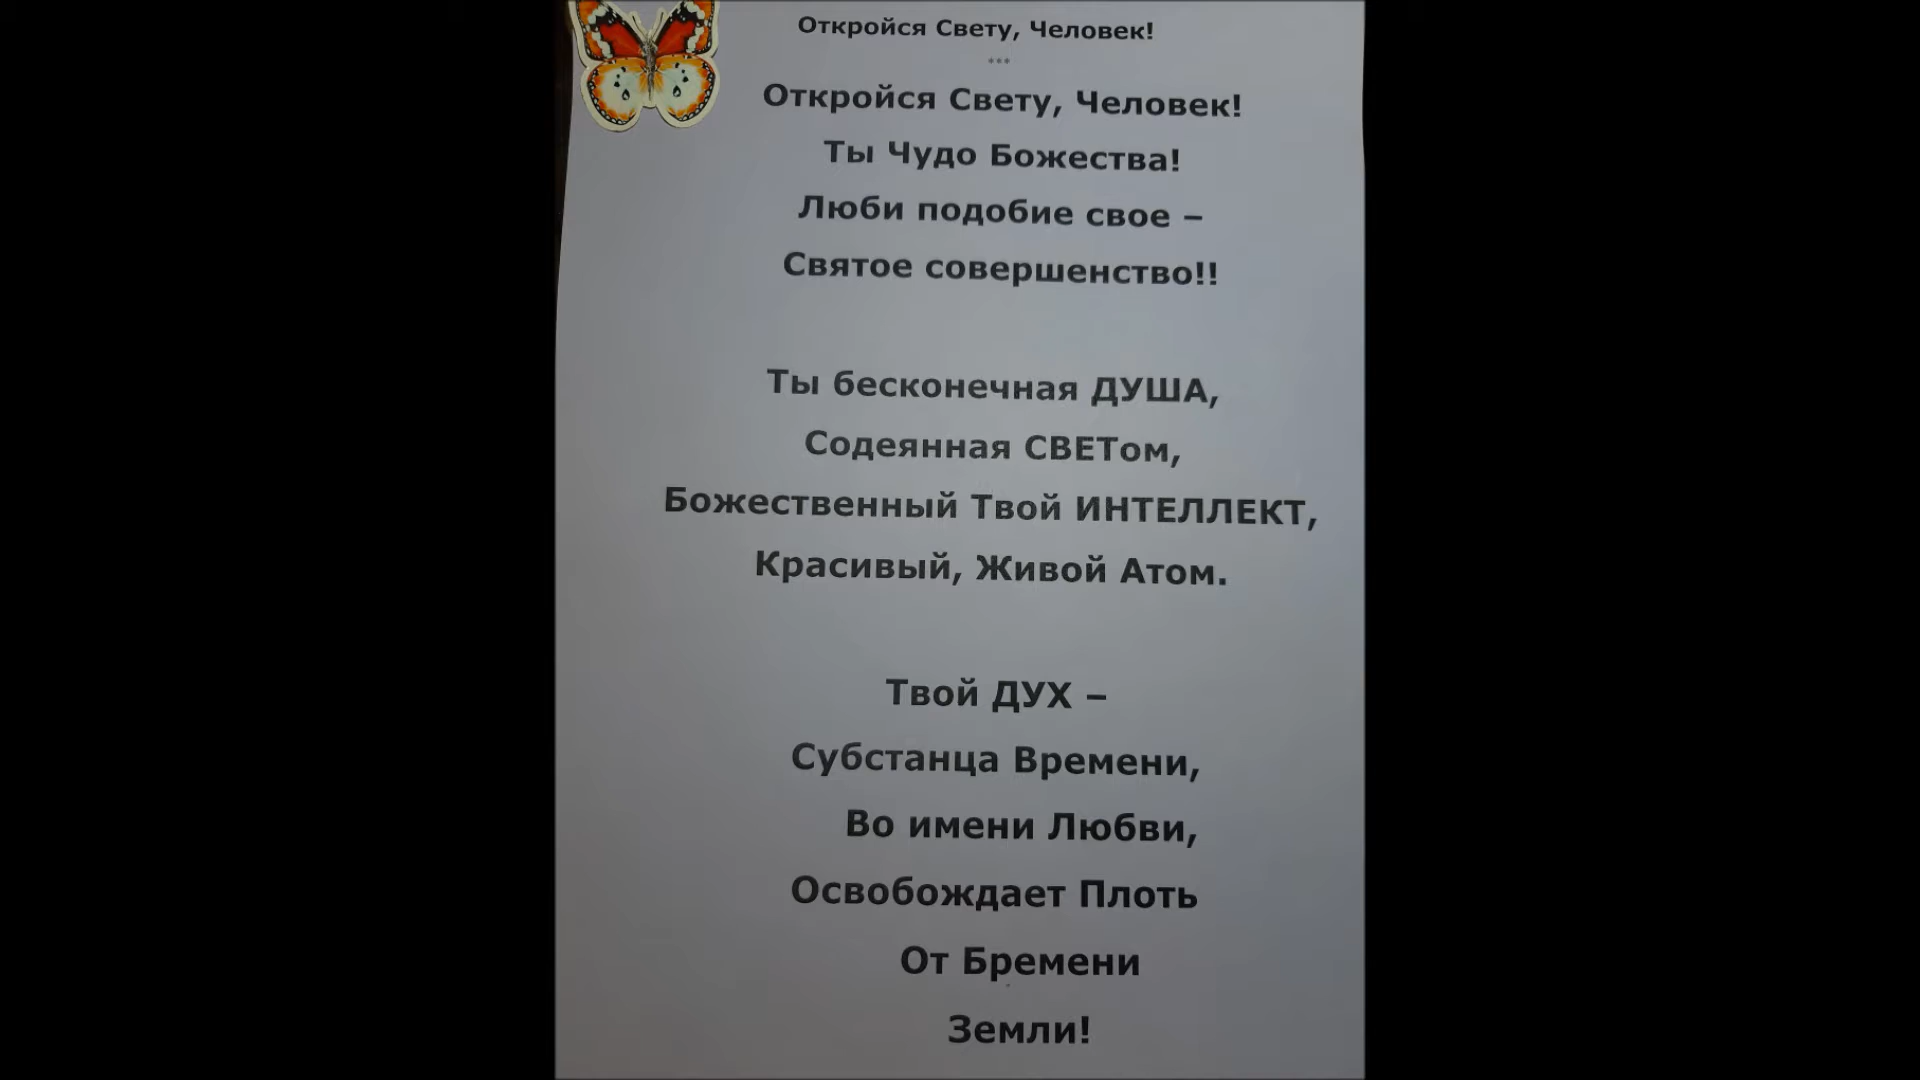 Откройся Свету, Человек!
***
Откройся Свету, Человек!
Ты Чудо Божества!
Люби подобие свое –
Святое совершенство!!
Ты бесконечная ДУША,
Содеянная СВЕТом,
Божественный Твой ИНТЕЛЛЕКТ,
Красивый, Живой Атом.
Твой ДУХ –
Субстанца Времени,
Во имени Любви,
Освобождает Плоть
От Бремени
Земли!